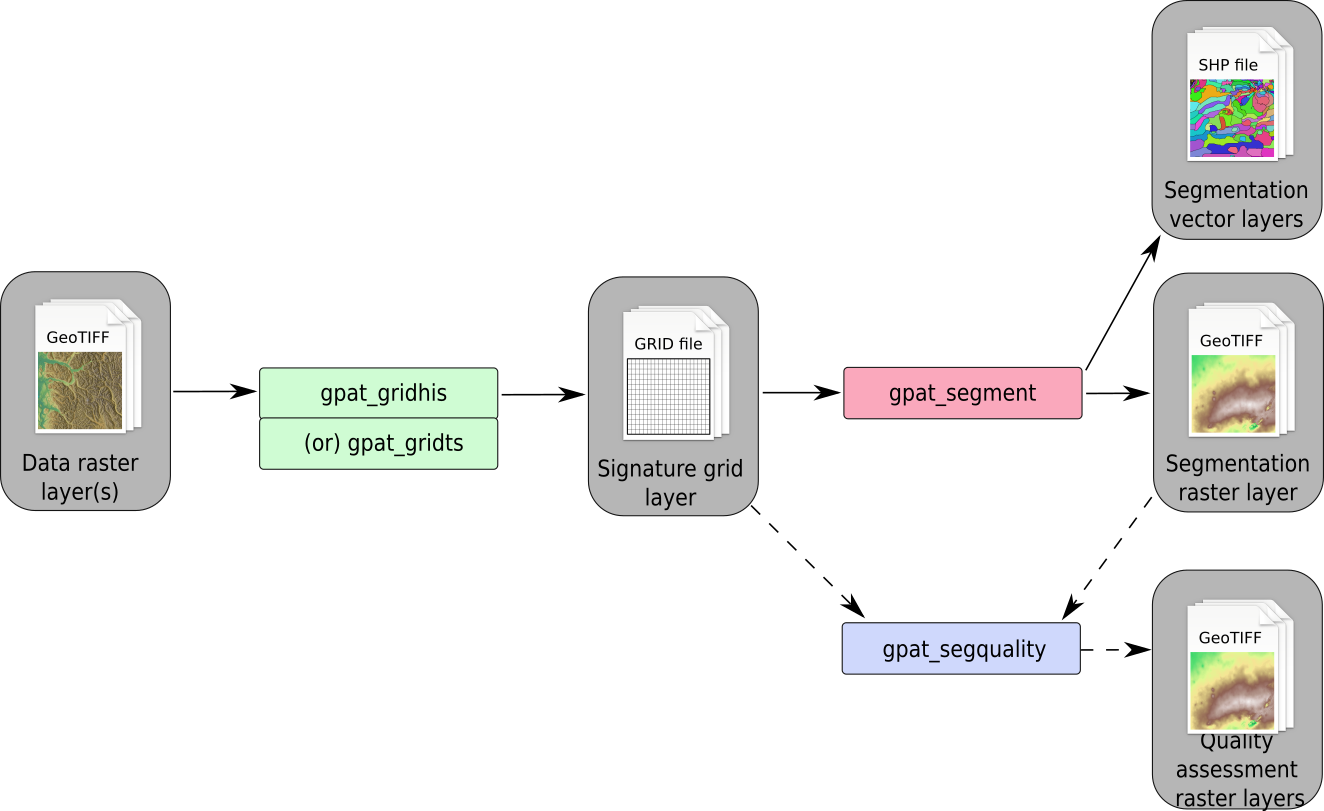 SHP file
Segmentation
vector layers
GeoTIFF
Data raster
layer(s)
gpat_gridhis
(or) gpat_gridts
GRID file
Signature grid
layer
gpat_segment
GeoTIFF
Segmentation
raster layer
gpat_segquality
GeoTIFF
Quality
assessment
raster layers